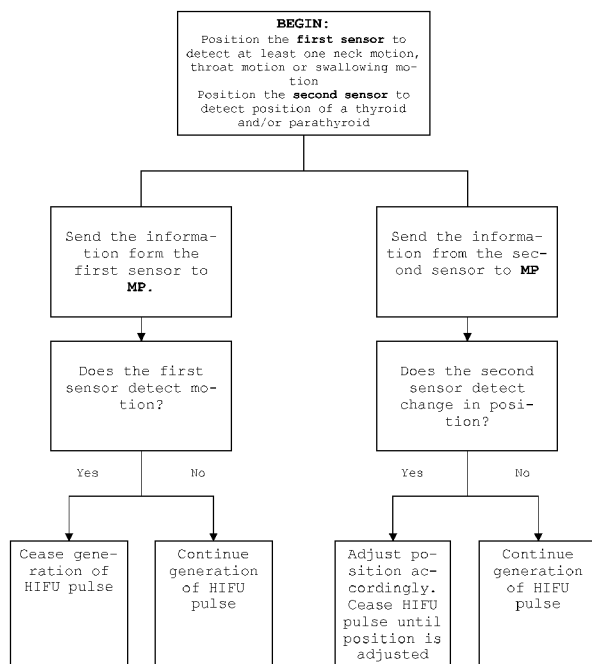 BEGIN:
Position the first sensor to
detect at least one neck motion,
throat motion or swallowing mo-
tion
Position the second sensor to
detect position of a thyroid
and/or parathyroid
Send the informa-
tion form the
first sensor to
MP.
Send the information
from the sec-
ond sensor to MP
Does the first
sensor detect mo-
tion?
Does the second
sensor detect
change in posi-
tion?
Yes
No
Yes
No
Cease gene-
ration of
HIFU pulse
Continue
generation
of HIFU
pulse
Adjust po-
sition ac-
cordingly.
Cease HIFU
pulse until
position is
adjusted
Continue
generation
of HIFU
pulse